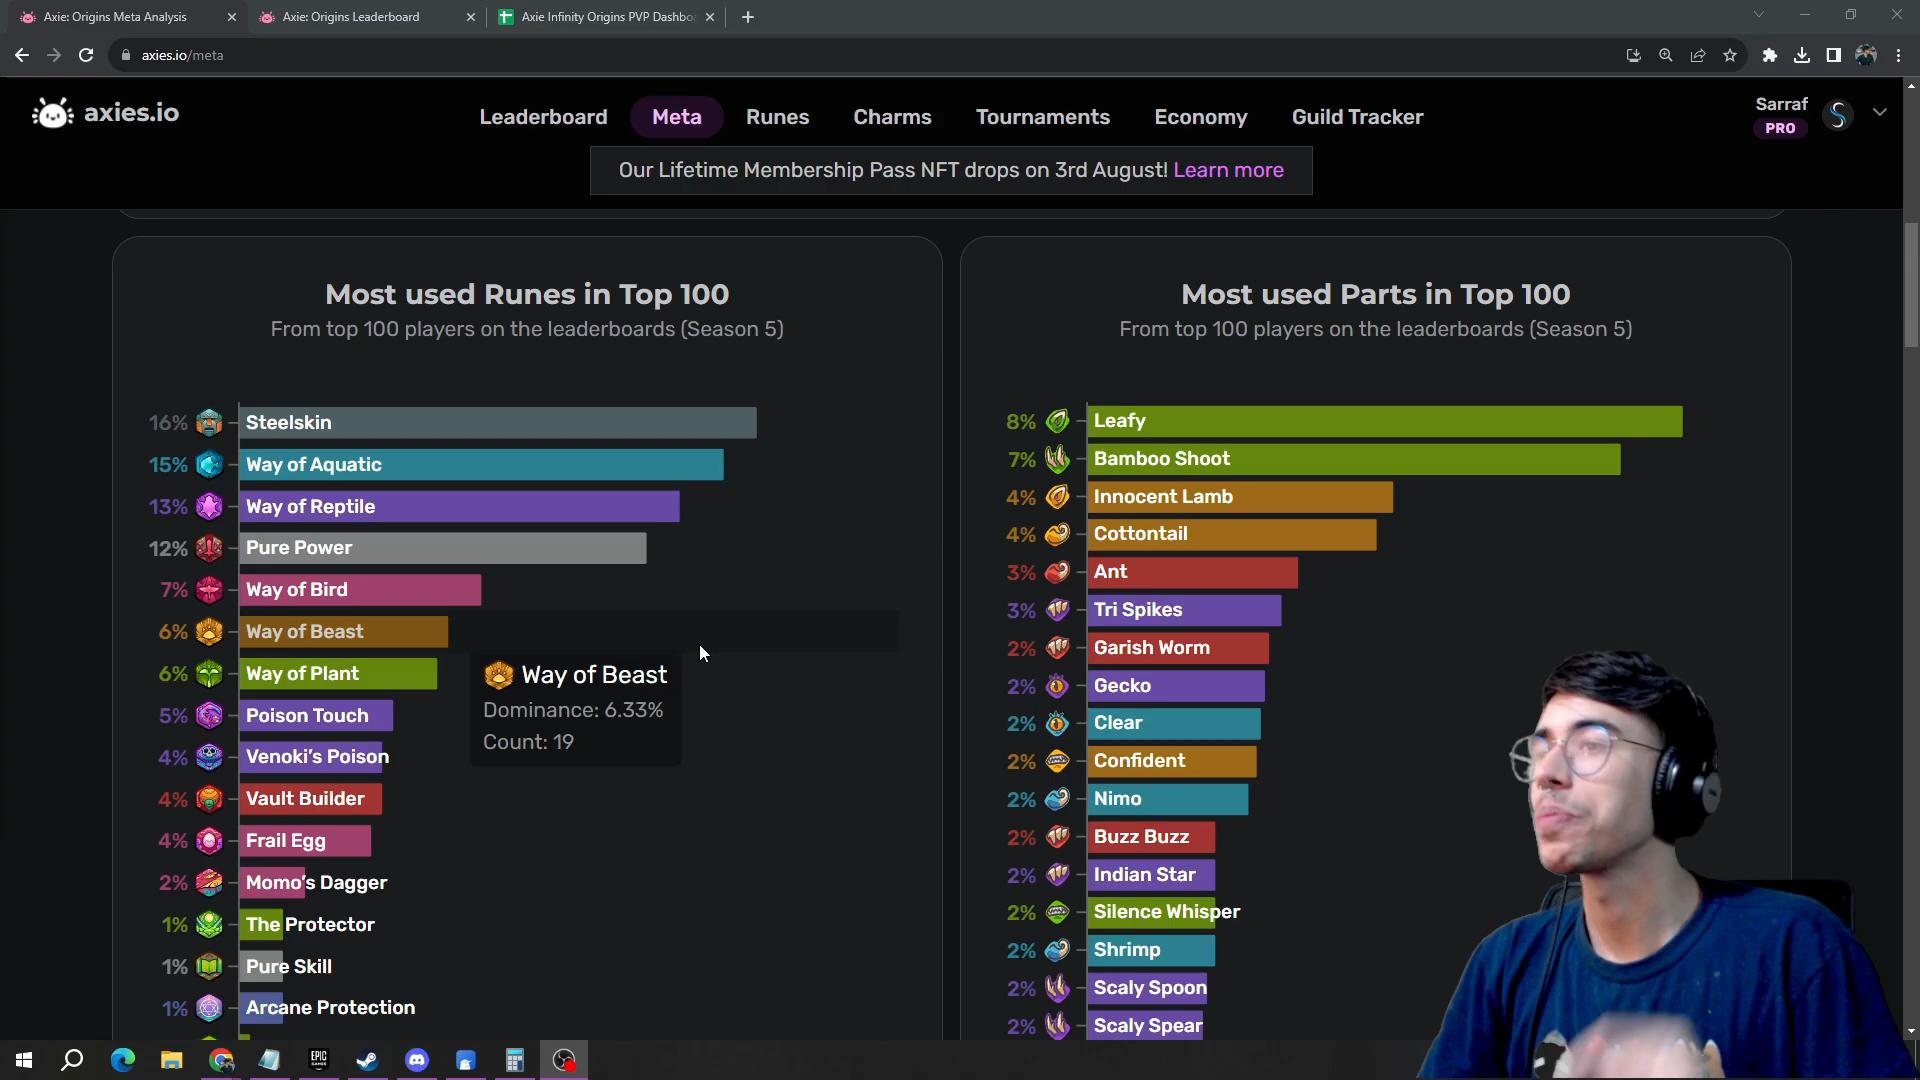 Axie: Origins Meta Analysis
Axie: Origins Leaderboard
Axie Infinity Origins PVP Dashbo
axies.io/meta
axies.io
Leaderboard
Meta
Runes
Charms
Tournaments
Economy
Guild Tracker
Sarraf
PRO
Our Lifetime Membership Pass NFT drops on 3rd August! Learn more
Most used Runes in Top 100
From top 100 players on the leaderboards (Season 5)
16% Steelskin
15% Way of Aquatic
13% Way of Reptile
12% Pure Power
7% Way of Bird
6% Way of Beast
6% Way of Plant
5% Poison Touch
4% Venoki's Poison
4% Vault Builder
4% Frail Egg
2% Momo's Dagger
1% The Protector
1% Pure Skill
1% Arcane Protection
Way of Beast
Dominance: 6.33%
Count: 19
Most used Parts in Top 100
From top 100 players on the leaderboards (Season 5)
8% Leafy
7% Bamboo Shoot
4% Innocent Lamb
4% Cottontail
3% Ant
3% Tri Spikes
2% Garish Worm
2% Gecko
2% Clear
2% Confident
2% Nimo
2% Buzz Buzz
2% Indian Star
2% Silence Whisper
2% Shrimp
2% Scaly Spoon
2% Scaly Spear
EPIC
GAMES